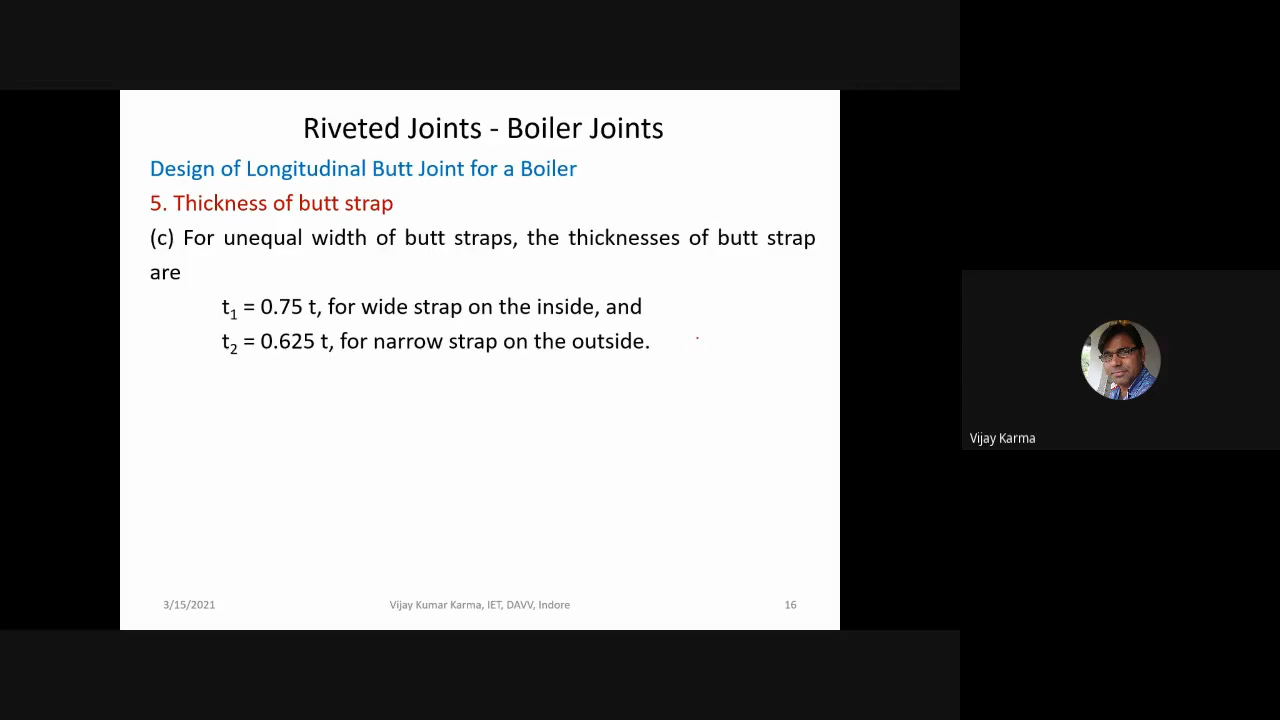 Riveted Joints - Boiler Joints
Design of Longitudinal Butt Joint for a Boiler
5. Thickness of butt strap
(c) For unequal width of butt straps, the thicknesses of butt strap
are
t₁ = 0.75 t, for wide strap on the inside, and
t₂ = 0.625 t, for narrow strap on the outside.
3/15/2021 Vijay Kumar Karma, IET, DAVV, Indore 16
Vijay Karma